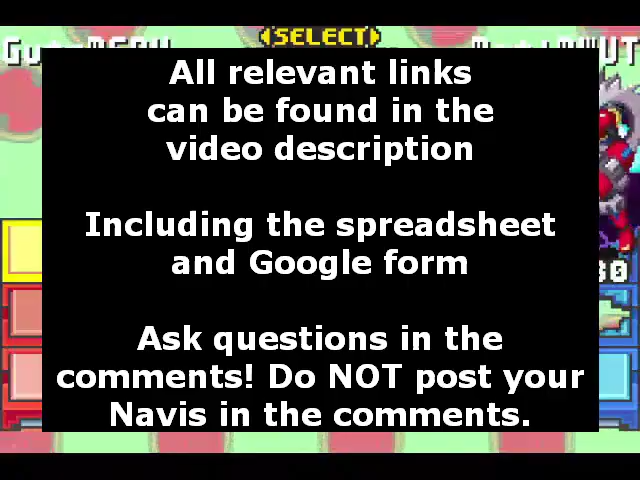 SELECT
All relevant links
can be found in the
video description
Including the spreadsheet
and Google form
Ask questions in the
comments! Do NOT post your
Navis in the comments.